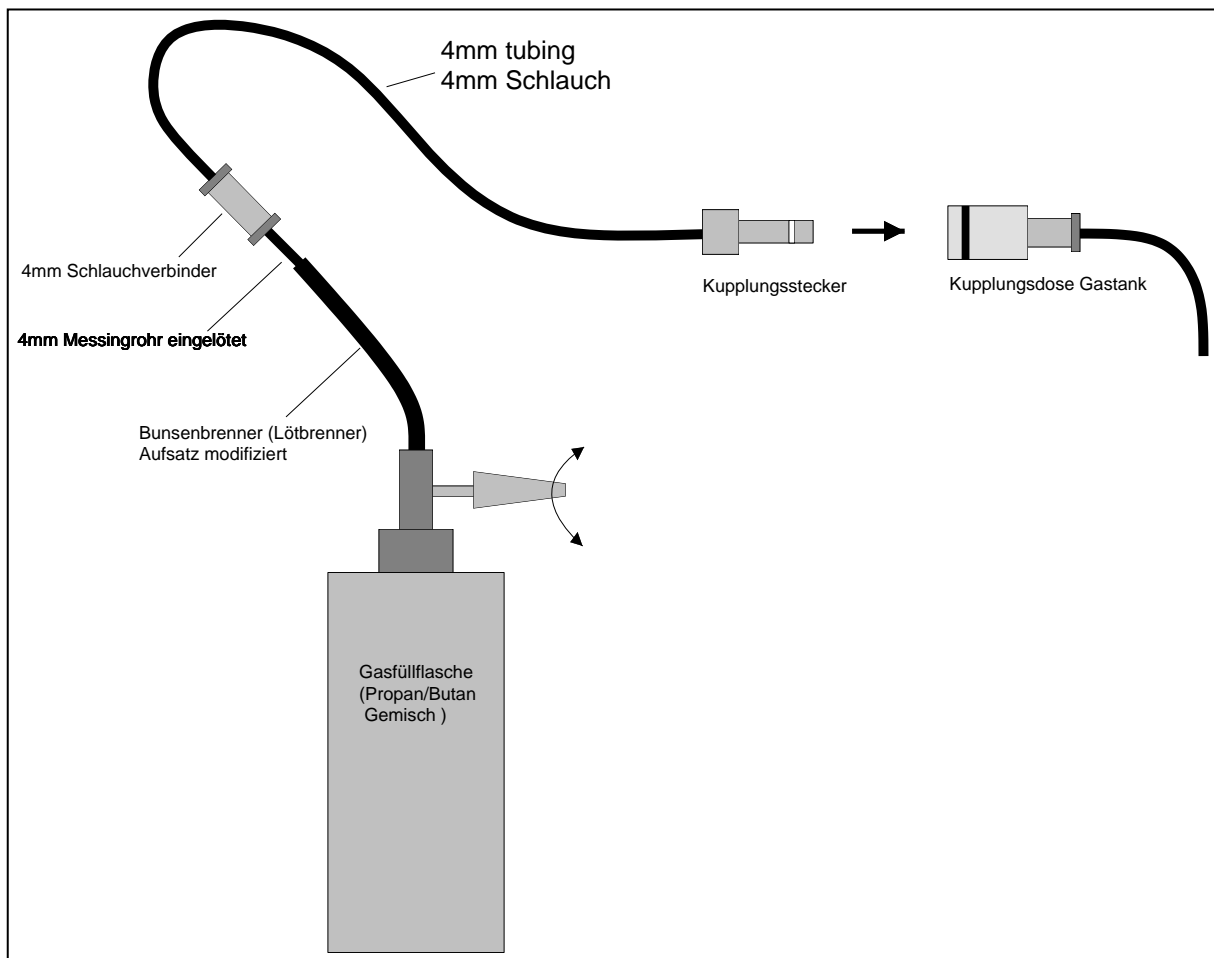 4mm tubing
4mm Schlauch
4mm Schlauchverbinder
Kupplungsstecker
Kupplungsdose Gastank
4mm Messingrohr eingelötet
Bunsenbrenner (Lötbrenner)
Aufsatz modifiziert
Gasfüllflasche
(Propan/Butan
Gemisch )